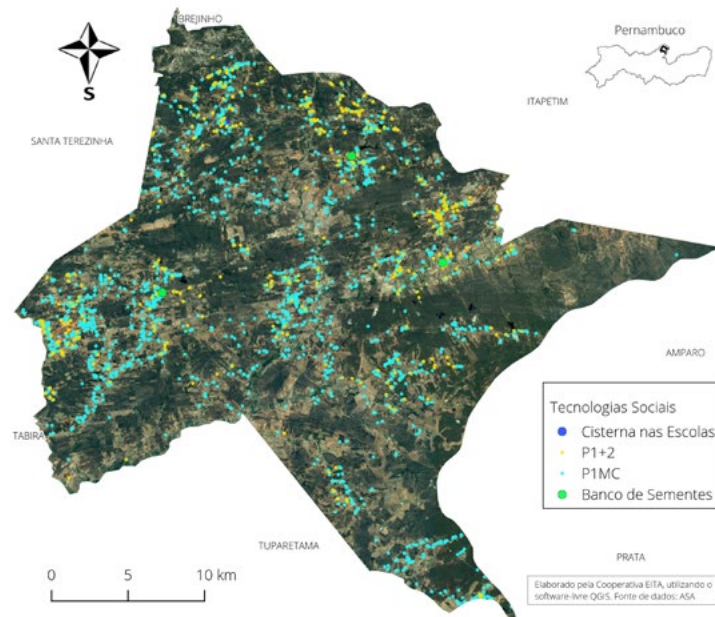 BREJINHO
Pernambuco
S
ITAPETIM
SANTA TEREZINHA
AMPARO
Tecnologias Sociais
Cisterna nas Escolas
P1+2
P1MC
Banco de Sementes
TABIRA
TUPARETAMA
PRATA
0 5 10 km
Elaborado pela Cooperativa EITA, utilizando o
software-livre QGIS. Fonte de dados: ASA